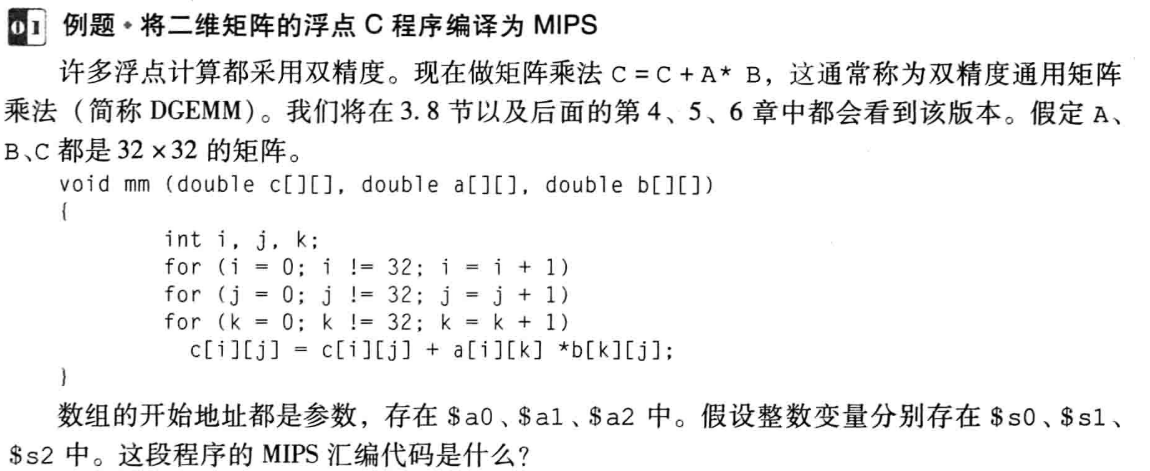 01 例题·将二维矩阵的浮点 C 程序编译为 MIPS
许多浮点计算都采用双精度。现在做矩阵乘法 C = C + A* B，这通常称为双精度通用矩阵
乘法（简称 DGEMM）。我们将在 3.8 节以及后面的第 4、5、6 章中都会看到该版本。假定 A、
B、C 都是 32 ×32 的矩阵。
void mm (double c[][], double a[][], double b[][])
{
int i, j, k;
for (i = 0; i != 32; i = i + 1)
for (j = 0; j != 32; j = j + 1)
for (k = 0; k != 32; k = k + 1)
c[i][j] = c[i][j] + a[i][k] *b[k][j];
}
数组的开始地址都是参数，存在 $a0、$a1、$a2 中。假设整数变量分别存在 $s0、$s1、
$s2 中。这段程序的 MIPS 汇编代码是什么？